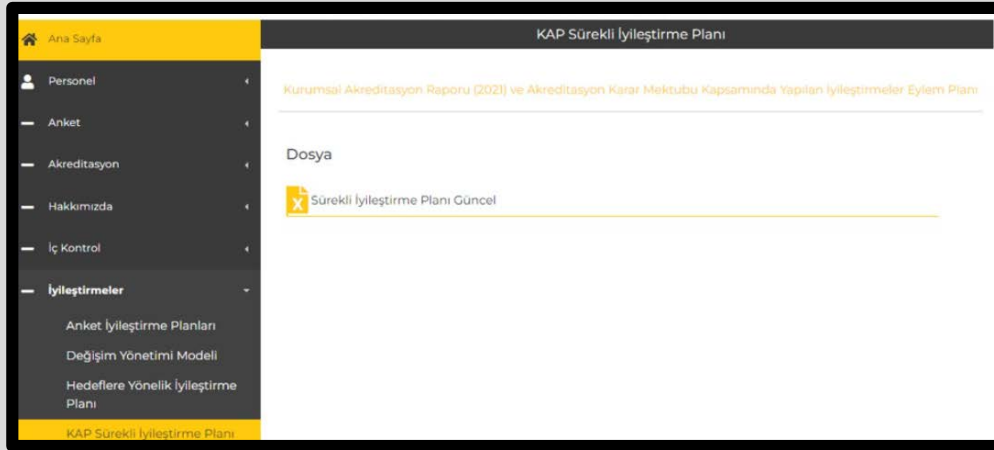 Ana Sayfa
Personel
Anket
Akreditasyon
Hakkımızda
İç Kontrol
İyileştirmeler
Anket İyileştirme Planları
Değişim Yönetimi Modeli
Hedeflere Yönelik İyileştirme
Planı
KAP Sürekli İyileştirme Planı
KAP Sürekli İyileştirme Planı
Kurumsal Akreditasyon Raporu (2021) ve Akreditasyon Karar Mektubu Kapsamında Yapılan İyileştirmeler Eylem Planı
Dosya
Sürekli İyileştirme Planı Güncel